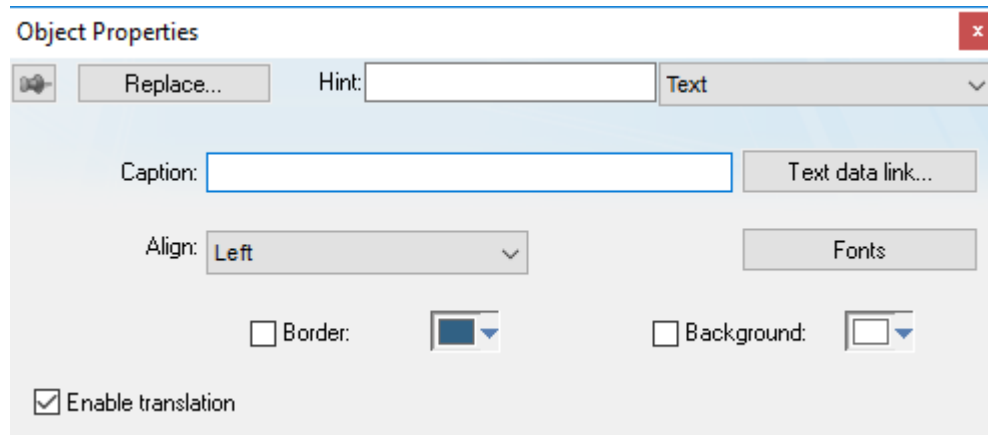 Object Properties
x
Replace... Hint: Text
Caption: Text data link...
Align: Left Fonts
Border: Background:
Enable translation